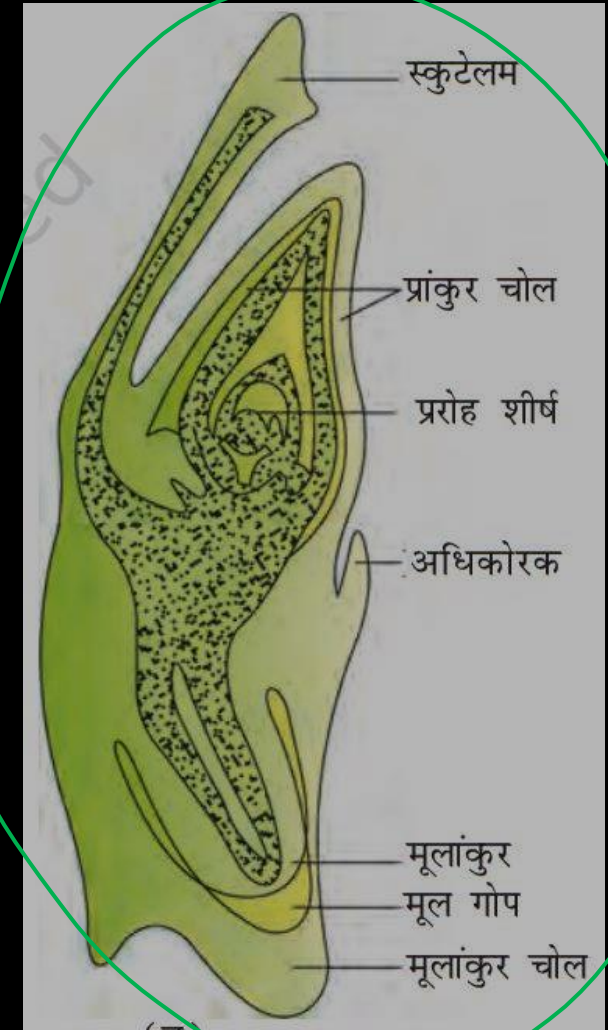 स्कुटेलम
प्रांकुर चोल
प्ररोह शीर्ष
अधिकोरक
मूलांकुर
मूल गोप
मूलांकुर चोल